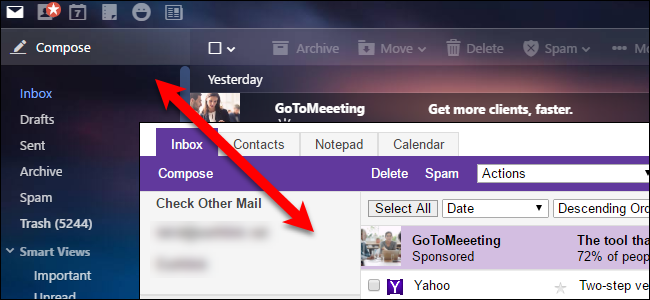 7
Compose
Archive Move Delete Spam Mo
Yesterday
Inbox
Drafts
Sent
Archive
Spam
Trash (5244)
Smart Views
Important
Unread
GoToMeeeting Get more clients, faster.
Inbox Contacts Notepad Calendar
Compose Delete Spam Actions
Check Other Mail
Select All Date Descending Ord
GoToMeeeting The tool tha
Sponsored 72% of peop
Y Yahoo Two-step ve